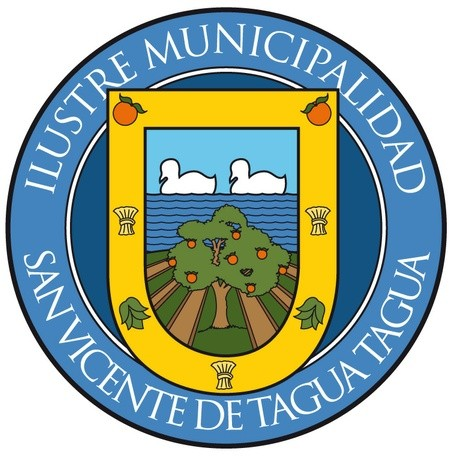 ILUSTRE MUNICIPALIDAD
SAN VICENTE DE TAGUA TAGUA